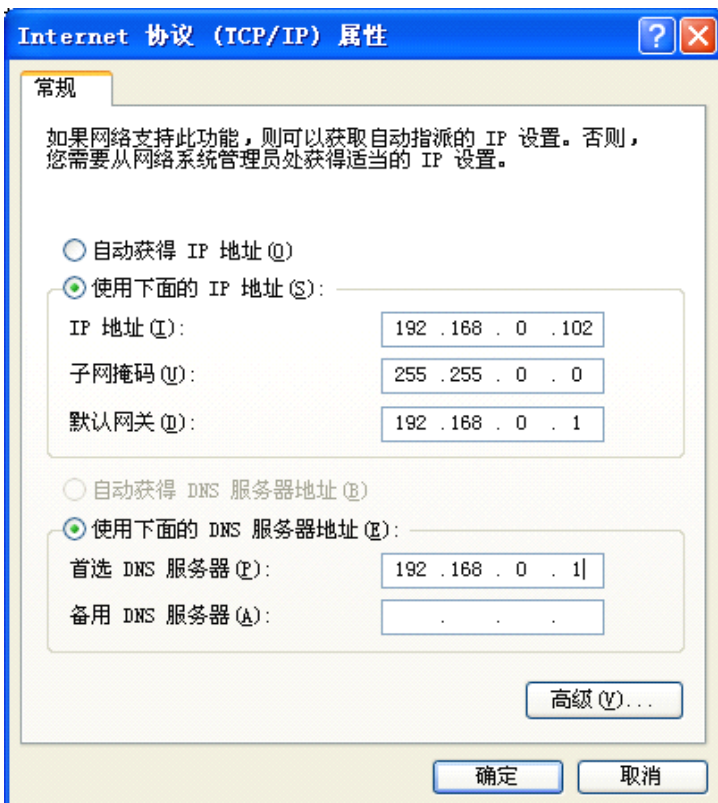 Internet 协议 (TCP/IP) 属性
常规
如果网络支持此功能，则可以获取自动指派的 IP 设置。否则，
您需要从网络系统管理员处获得适当的 IP 设置。
自动获得 IP 地址(O)
使用下面的 IP 地址(S):
IP 地址(I): 192 .168 . 0 .102
子网掩码(U): 255 .255 . 0 . 0
默认网关(D): 192 .168 . 0 . 1
自动获得 DNS 服务器地址(B)
使用下面的 DNS 服务器地址(E):
首选 DNS 服务器(P): 192 .168 . 0 . 1
备用 DNS 服务器(A): . . .
高级(V)...
确定 取消